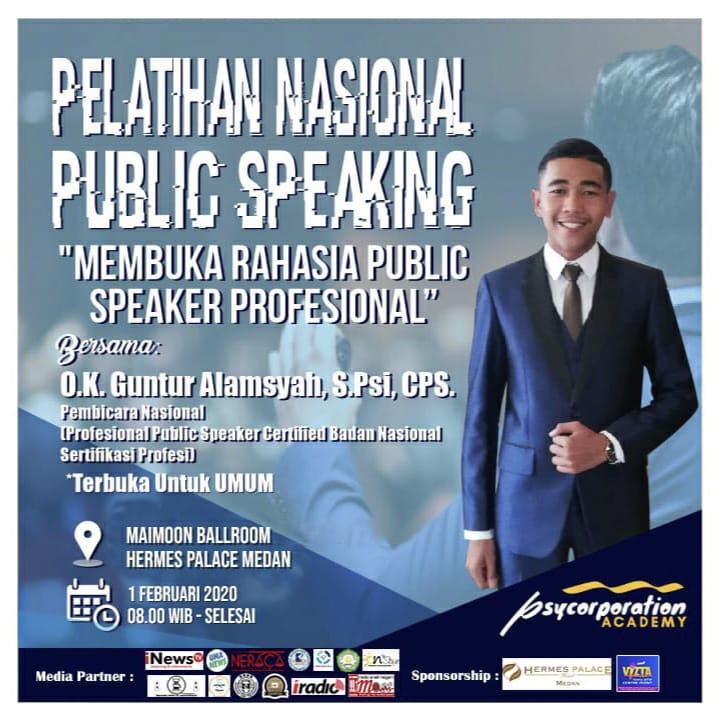 PELATIHAN NASIONAL
PUBLIC SPEAKING
"MEMBUKA RAHASIA PUBLIC
SPEAKER PROFESIONAL"
Bersama:
O.K. Guntur Alamsyah, S.Psi, CPS.
Pembicara Nasional
(Profesional Public Speaker Certified Badan Nasional
Sertifikasi Profesi)
*Terbuka Untuk UMUM
MAIMOON BALLROOM
HERMES PALACE MEDAN
1 FEBRUARI 2020
08.00 WIB - SELESAI
Psycorporation
ACADEMY
Media Partner :
iNews TV
NERACA
iradio
Sponsorship :
HERMES PALACE
Hotel
MEDAN
VIZTA